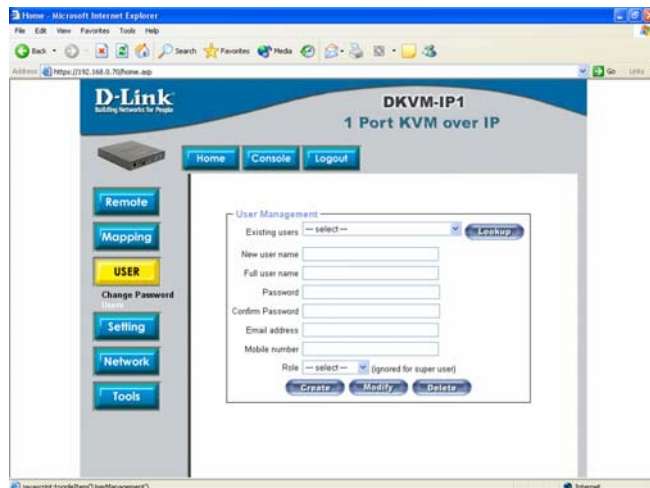 Home - Microsoft Internet Explorer
File Edit View Favorites Tools Help
Back Search Favorites Media
Address https://192.168.0.70/home.asp Go Links
D-Link
Building Networks for People
DKVM-IP1
1 Port KVM over IP
Home Console Logout
Remote
Mapping
USER
Change Password
Users
Setting
Network
Tools
User Management
Existing users -- select -- Lookup
New user name
Full user name
Password
Confirm Password
Email address
Mobile number
Role -- select -- (ignored for super user)
Create Modify Delete
javascript:toggleItem('UserManagement') Internet